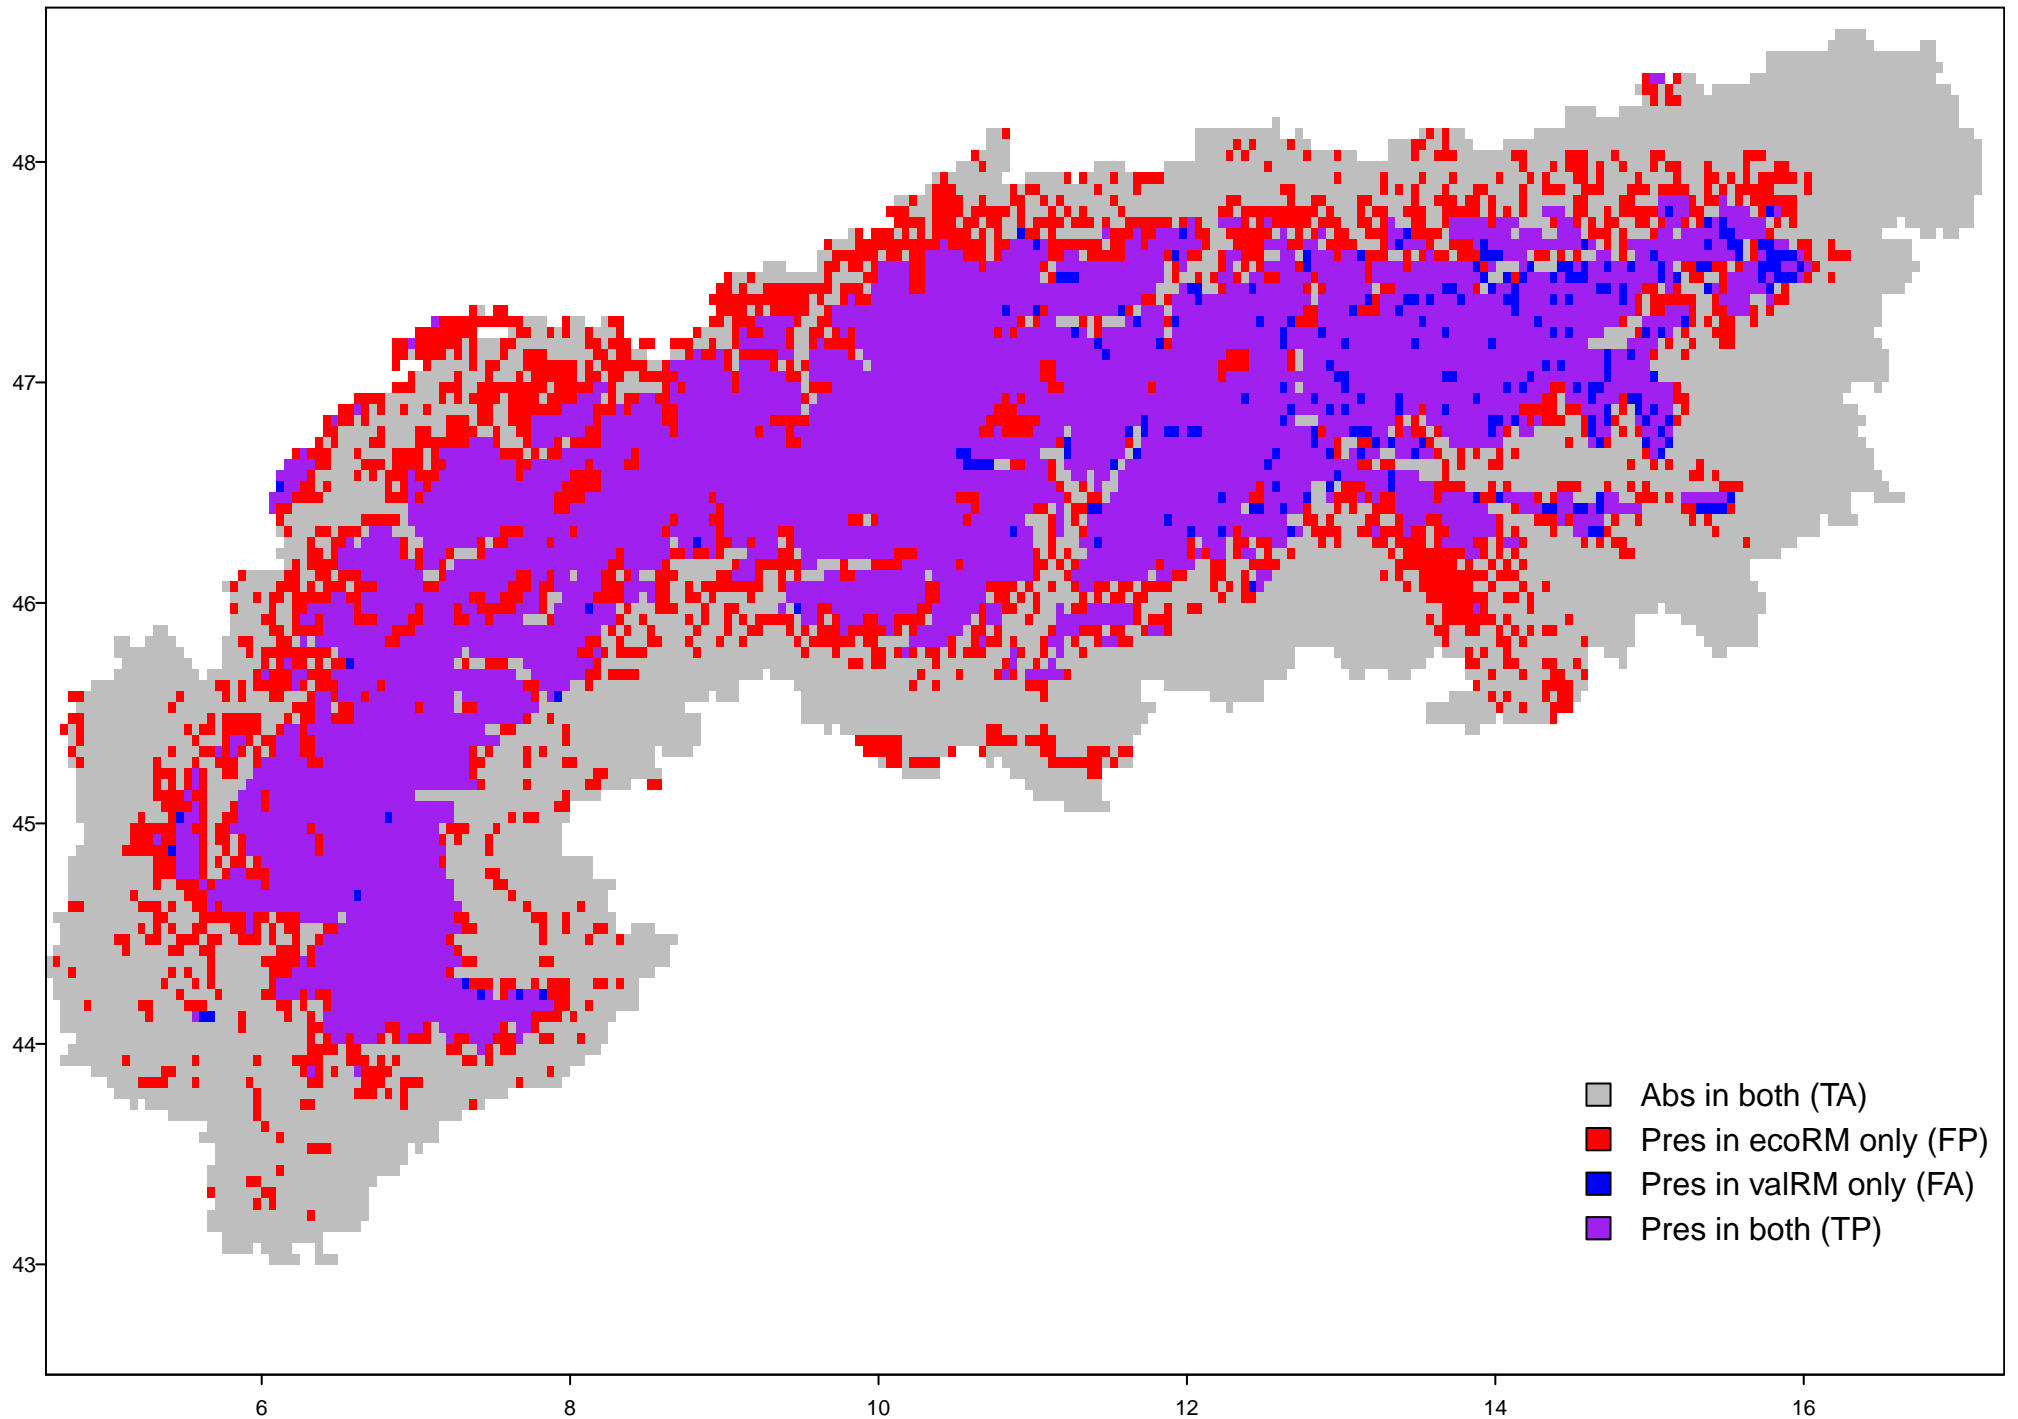 48
47
46
45
44
43
Abs in both (TA)
Pres in ecoRM only (FP)
Pres in valRM only (FA)
Pres in both (TP)
6 8 10 12 14 16